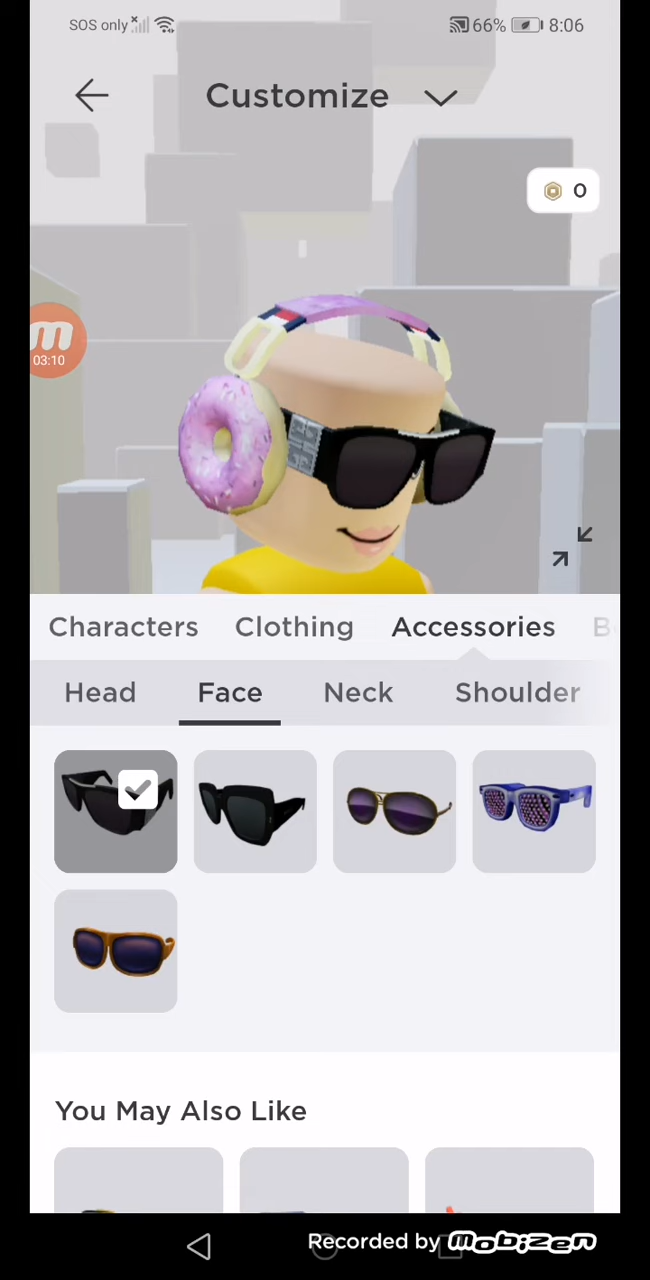 SOS only
66%
8:06
Customize
0
m
03:10
Characters Clothing Accessories
Head Face Neck Shoulder
You May Also Like
Recorded by mobizen